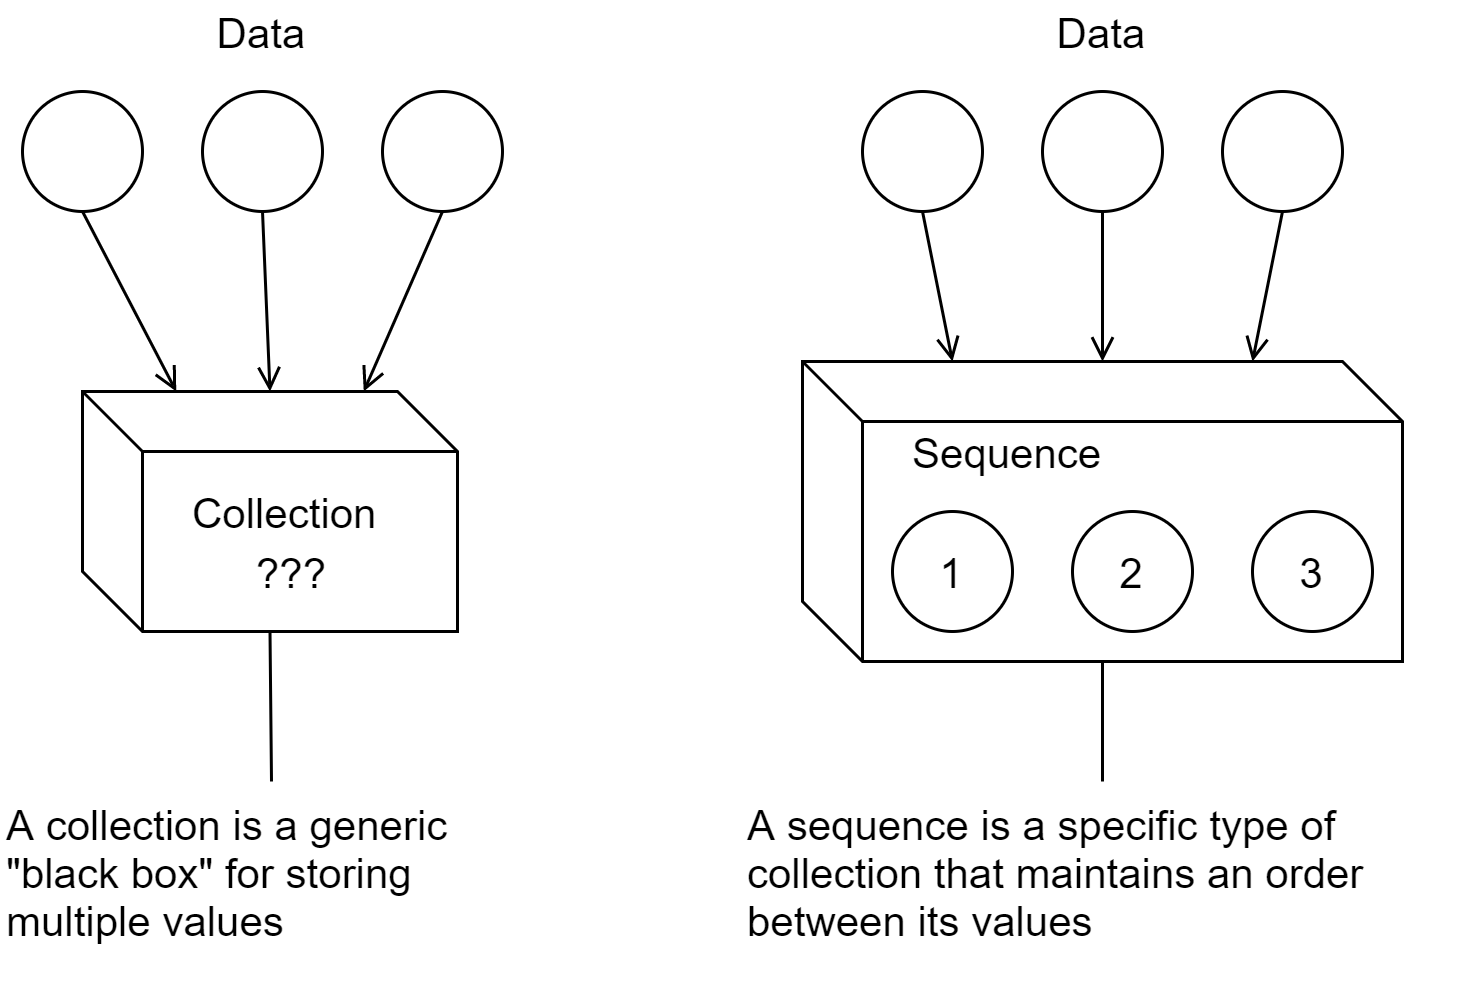 Data
Collection
???
A collection is a generic
"black box" for storing
multiple values
Data
Sequence
1 2 3
A sequence is a specific type of
collection that maintains an order
between its values